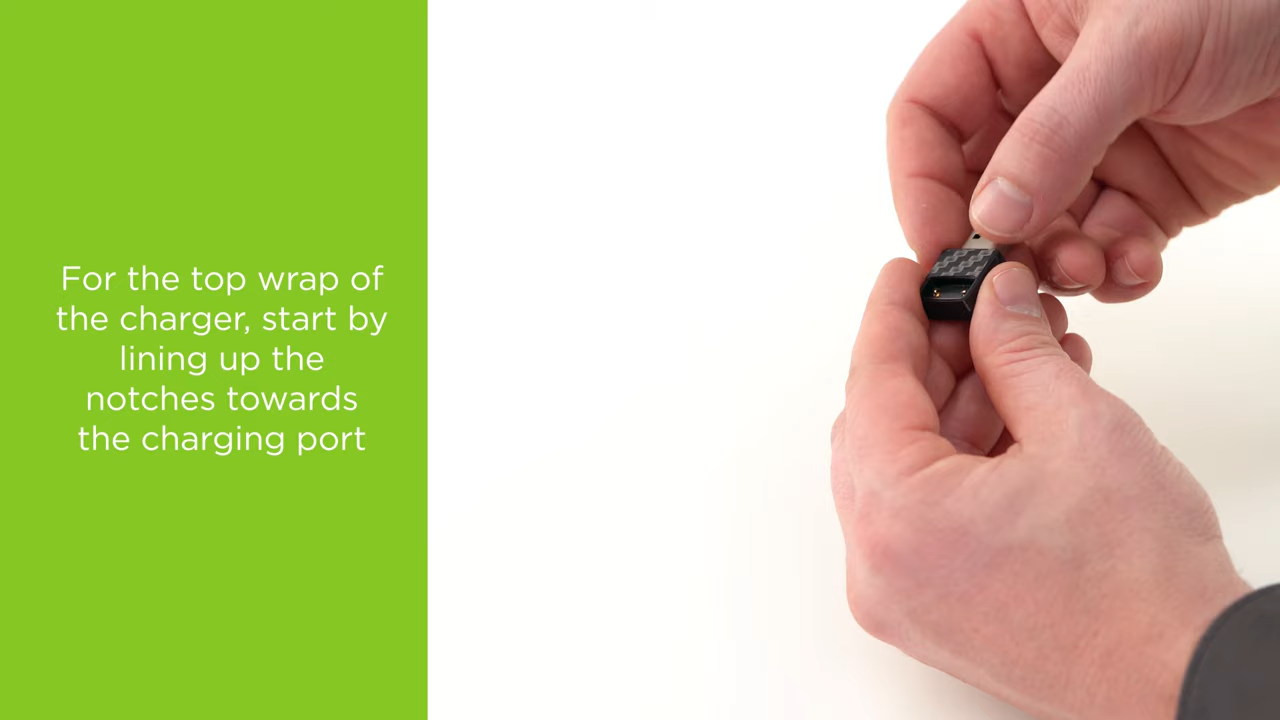 For the top wrap of
the charger, start by
lining up the
notches towards
the charging port